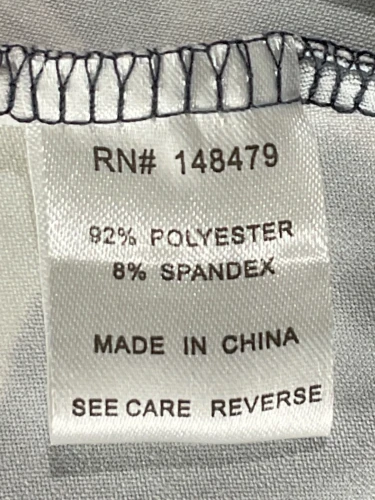 RN# 148479
92% POLYESTER
8% SPANDEX
MADE IN CHINA
SEE CARE REVERSE